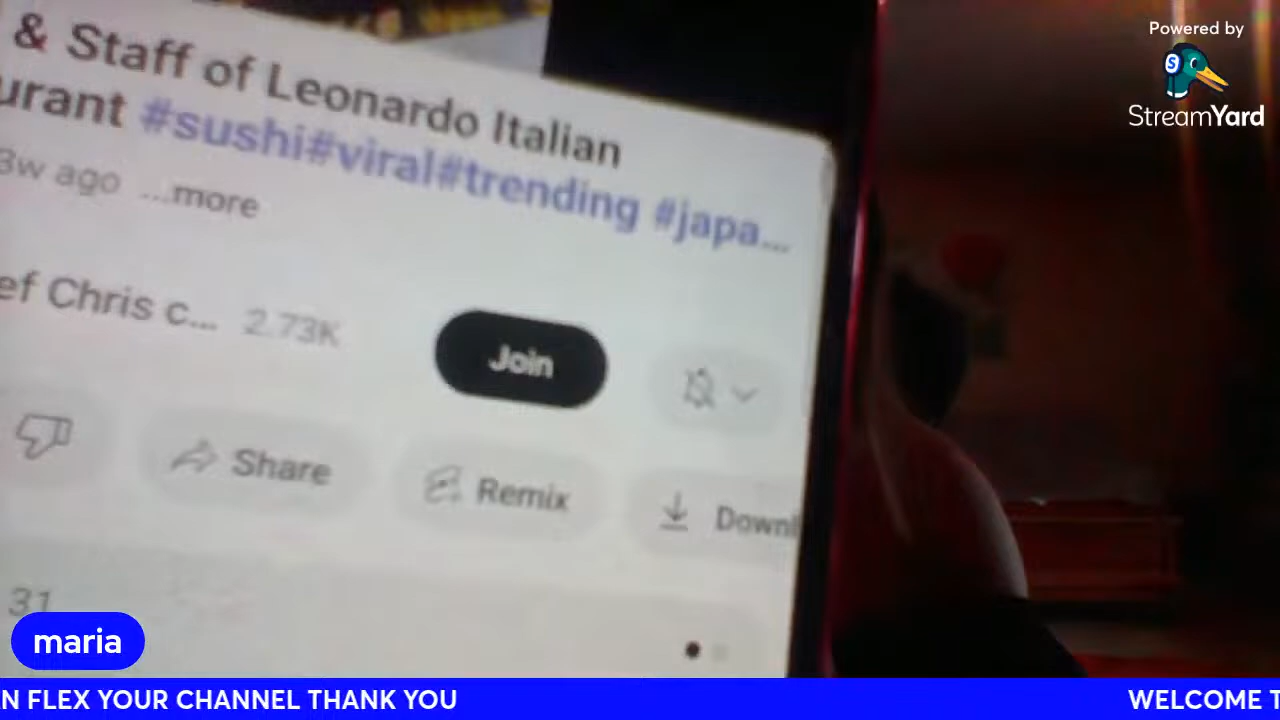 & Staff of Leonardo Italian
urant #sushi#viral#trending #japa...
3w ago ...more
ef Chris c... 2.73K
Join
Share
Remix
Downl
31
maria
N FLEX YOUR CHANNEL THANK YOU
WELCOME T
Powered by
StreamYard